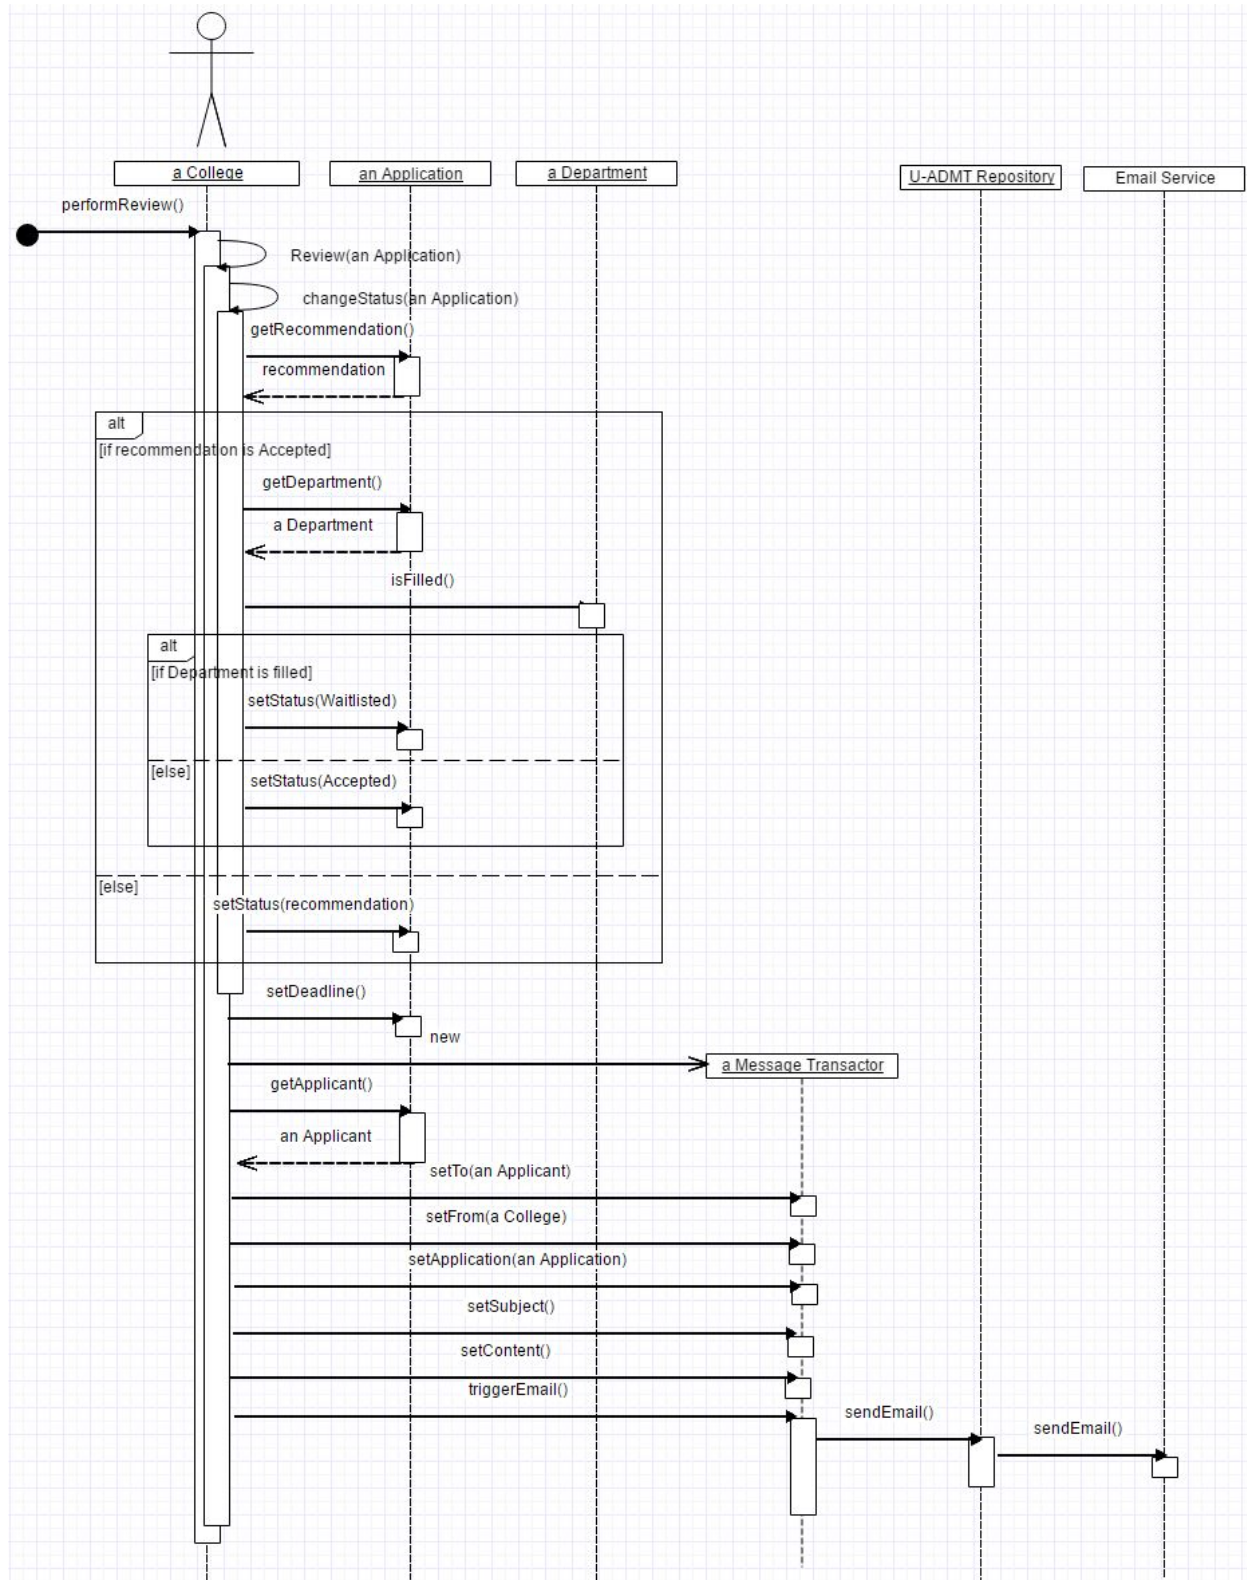 a College
an Application
a Department
U-ADMT Repository
Email Service
performReview()
Review(an Application)
changeStatus(an Application)
getRecommendation()
recommendation
alt
[if recommendation is Accepted]
getDepartment()
a Department
isFilled()
alt
[if Department is filled]
setStatus(Waitlisted)
[else]
setStatus(Accepted)
[else]
setStatus(recommendation)
setDeadline()
new
a Message Transactor
getApplicant()
an Applicant
setTo(an Applicant)
setFrom(a College)
setApplication(an Application)
setSubject()
setContent()
triggerEmail()
sendEmail()
sendEmail()